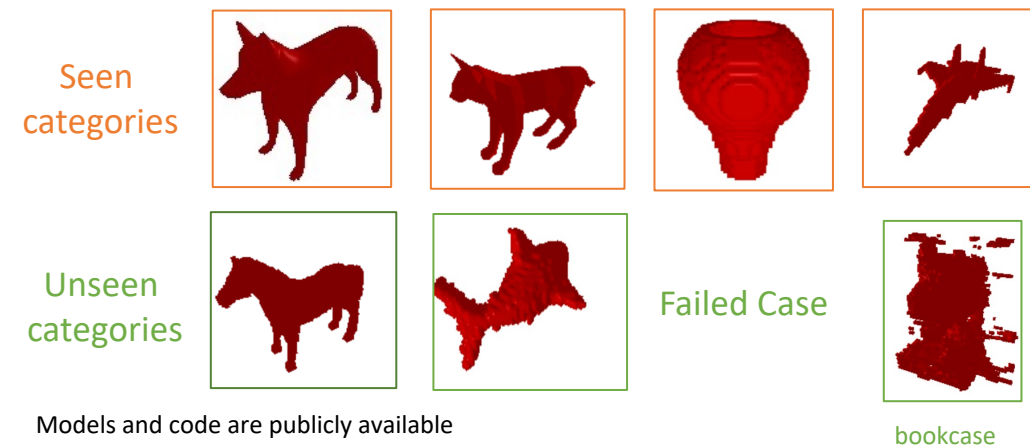 Seen
categories
Unseen
categories
Failed Case
Models and code are publicly available
bookcase